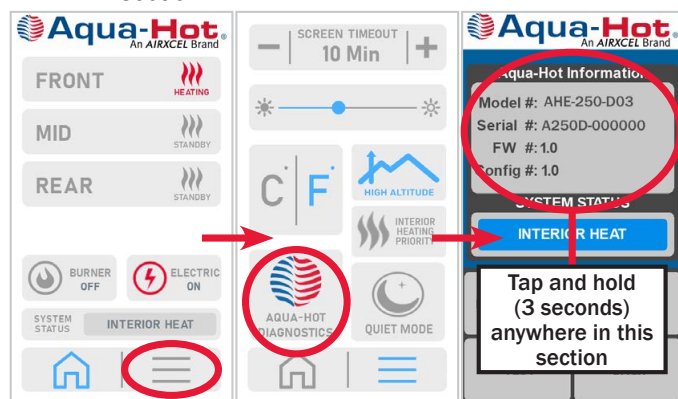 Aqua-Hot.
An AIRXCEL Brand
FRONT
HEATING
MID
STANDBY
REAR
STANDBY
BURNER
OFF
ELECTRIC
ON
SYSTEM
STATUS
INTERIOR HEAT
SCREEN TIMEOUT
10 Min
C
F
HIGH ALTITUDE
INTERIOR
HEATING
PRIORITY
AQUA-HOT
DIAGNOSTICS
QUIET MODE
Aqua-Hot.
An AIRXCEL Brand
Aqua-Hot Information
Model #: AHE-250-D03
Serial #: A250D-000000
FW #: 1.0
Config #: 1.0
SYSTEM STATUS
INTERIOR HEAT
Tap and hold
(3 seconds)
anywhere in this
section